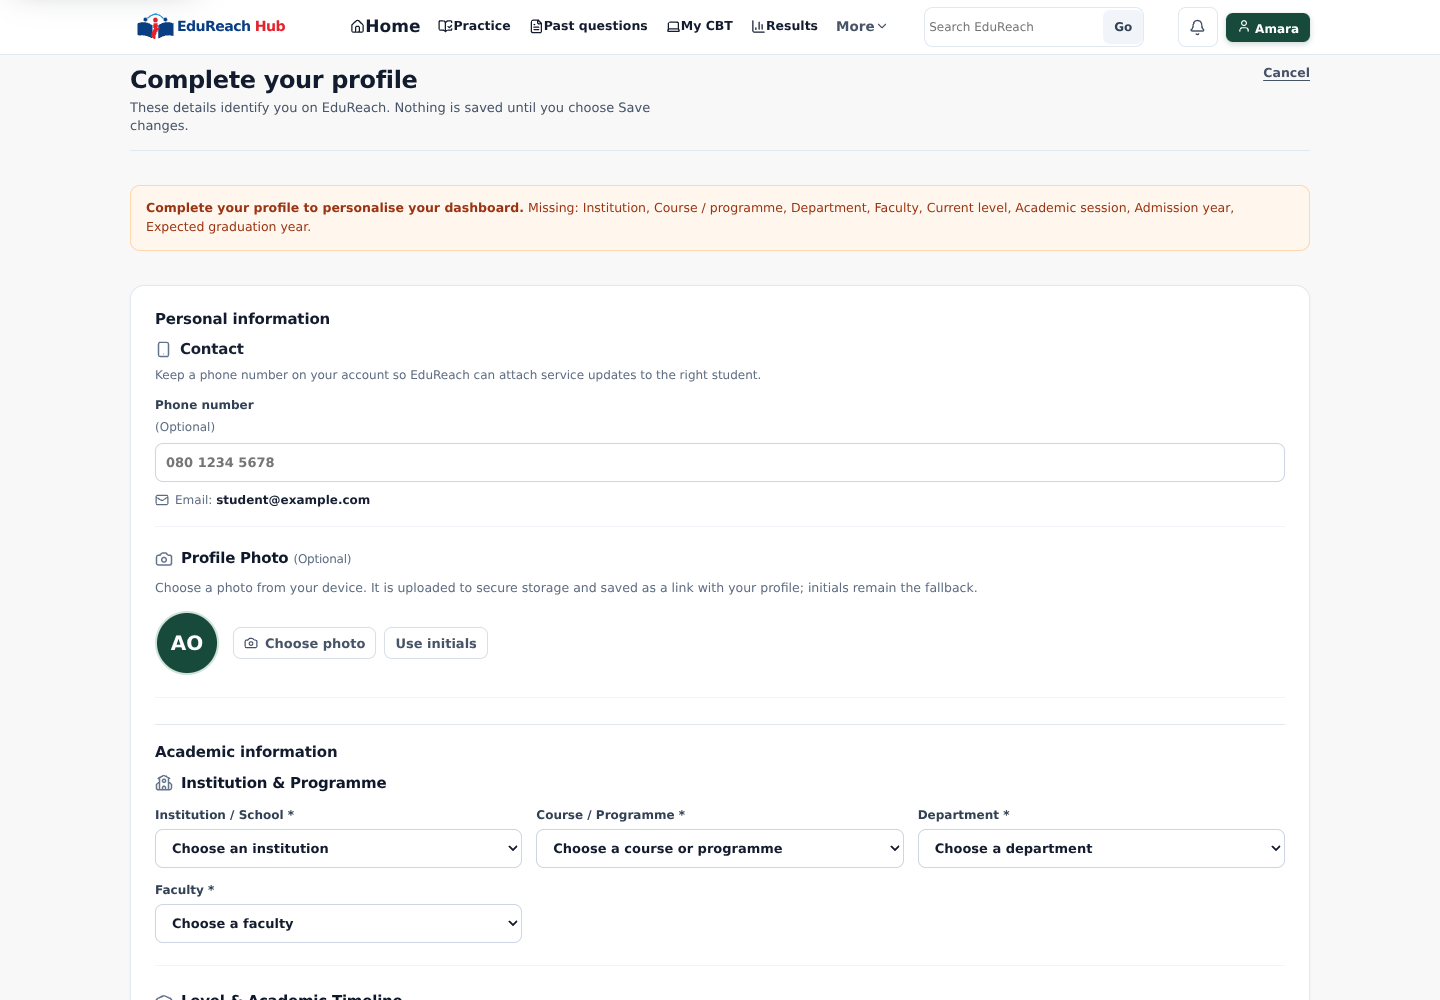 EduReach Hub
Home
Practice
Past questions
My CBT
Results
More
Search EduReach
Go
Amara
Complete your profile
Cancel
These details identify you on EduReach. Nothing is saved until you choose Save
changes.
Complete your profile to personalise your dashboard. Missing: Institution, Course / programme, Department, Faculty, Current level, Academic session, Admission year,
Expected graduation year.
Personal information
Contact
Keep a phone number on your account so EduReach can attach service updates to the right student.
Phone number
(Optional)
080 1234 5678
Email: student@example.com
Profile Photo (Optional)
Choose a photo from your device. It is uploaded to secure storage and saved as a link with your profile; initials remain the fallback.
AO
Choose photo
Use initials
Academic information
Institution & Programme
Institution / School *
Course / Programme *
Department *
Choose an institution
Choose a course or programme
Choose a department
Faculty *
Choose a faculty
Level & Academic Timeline